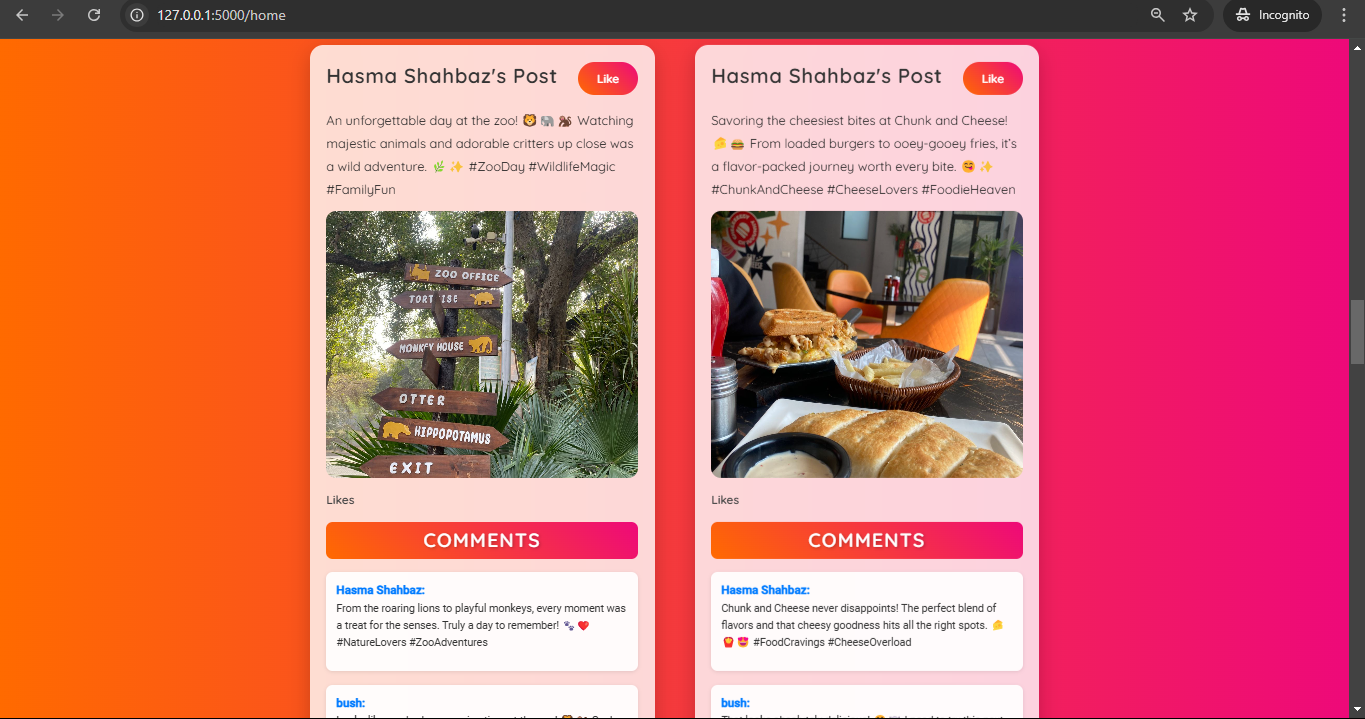 127.0.0.1:5000/home
Incognito
Hasma Shahbaz's Post
Like
An unforgettable day at the zoo! 🦁 🐘 🐿️ Watching
majestic animals and adorable critters up close was
a wild adventure. 🌿 ✨ #ZooDay #WildlifeMagic
#FamilyFun
ZOO OFFICE
TORTOISE
MONKEY HOUSE
OTTER
HIPPOPOTAMUS
EXIT
Likes
COMMENTS
Hasma Shahbaz:
From the roaring lions to playful monkeys, every moment was
a treat for the senses. Truly a day to remember! 🐾 ❤️
#NatureLovers #ZooAdventures
bush:
Hasma Shahbaz's Post
Like
Savoring the cheesiest bites at Chunk and Cheese!
🧀 🍔 From loaded burgers to ooey-gooey fries, it's
a flavor-packed journey worth every bite. 😋 ✨
#ChunkAndCheese #CheeseLovers #FoodieHeaven
Likes
COMMENTS
Hasma Shahbaz:
Chunk and Cheese never disappoints! The perfect blend of
flavors and that cheesy goodness hits all the right spots. 🧀
🍟 😍 #FoodCravings #CheeseOverload
bush: